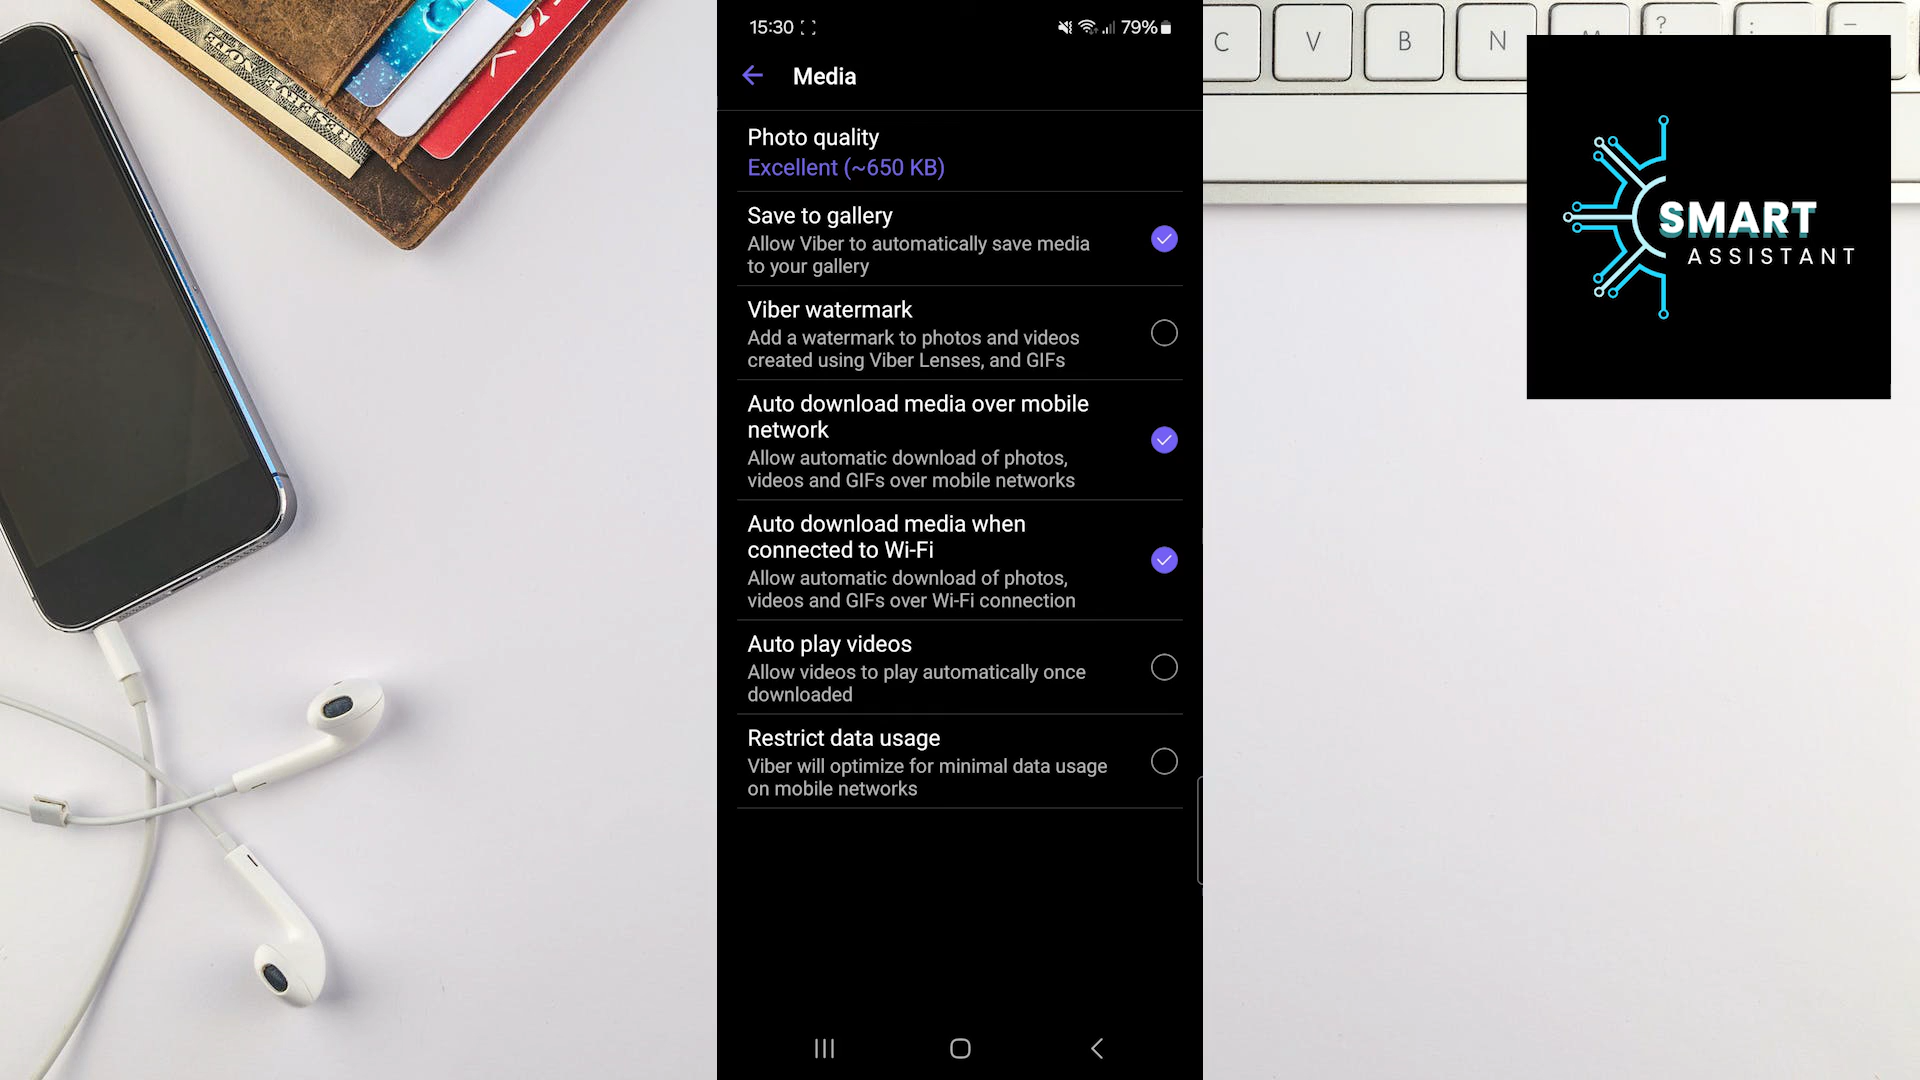 15:30
79%
Media
Photo quality
Excellent (~650 KB)
Save to gallery
Allow Viber to automatically save media
to your gallery
Viber watermark
Add a watermark to photos and videos
created using Viber Lenses, and GIFs
Auto download media over mobile
network
Allow automatic download of photos,
videos and GIFs over mobile networks
Auto download media when
connected to Wi-Fi
Allow automatic download of photos,
videos and GIFs over Wi-Fi connection
Auto play videos
Allow videos to play automatically once
downloaded
Restrict data usage
Viber will optimize for minimal data usage
on mobile networks
C V B N
? : _
SMART
ASSISTANT